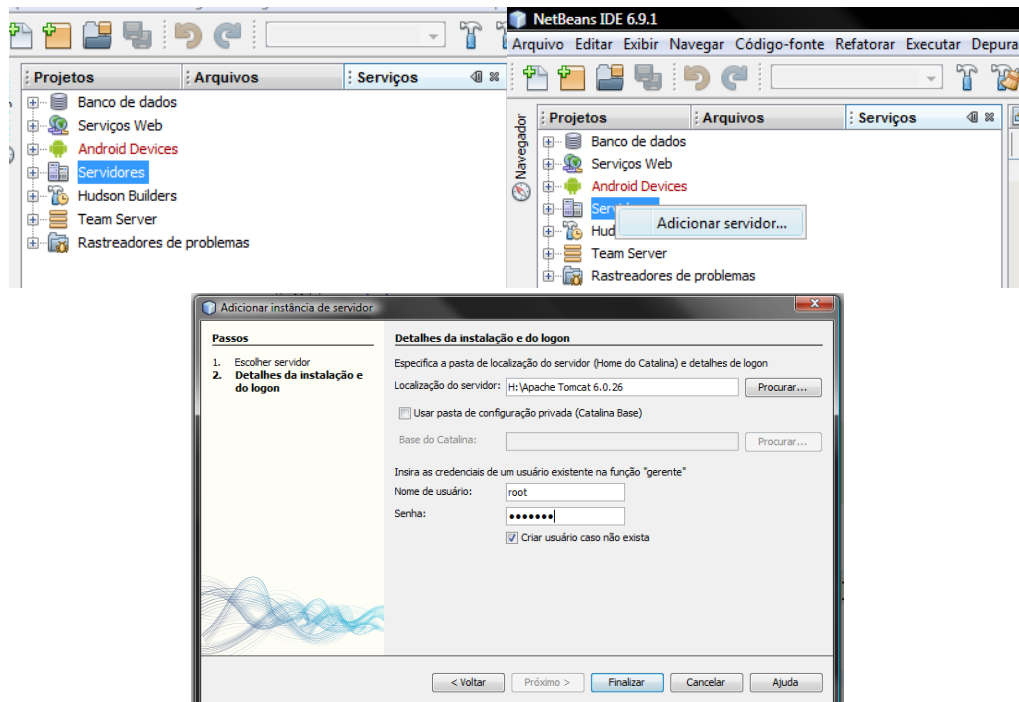 Projetos
Arquivos
Serviços
Banco de dados
Serviços Web
Android Devices
Servidores
Hudson Builders
Team Server
Rastreadores de problemas
NetBeans IDE 6.9.1
Arquivo Editar Exibir Navegar Código-fonte Refatorar Executar Depura
Navegador
Projetos
Arquivos
Serviços
Banco de dados
Serviços Web
Android Devices
Adicionar servidor...
Hud
Team Server
Rastreadores de problemas
Adicionar instância de servidor
Passos
1. Escolher servidor
2. Detalhes da instalação e
do logon
Detalhes da instalação e do logon
Especifica a pasta de localização do servidor (Home do Catalina) e detalhes de logon
Localização do servidor: H:\Apache Tomcat 6.0.26 Procurar...
Usar pasta de configuração privada (Catalina Base)
Base do Catalina: Procurar...
Insira as credenciais de um usuário existente na função "gerente"
Nome de usuário: root
Senha: •••••••
Criar usuário caso não exista
< Voltar
Próximo >
Finalizar
Cancelar
Ajuda